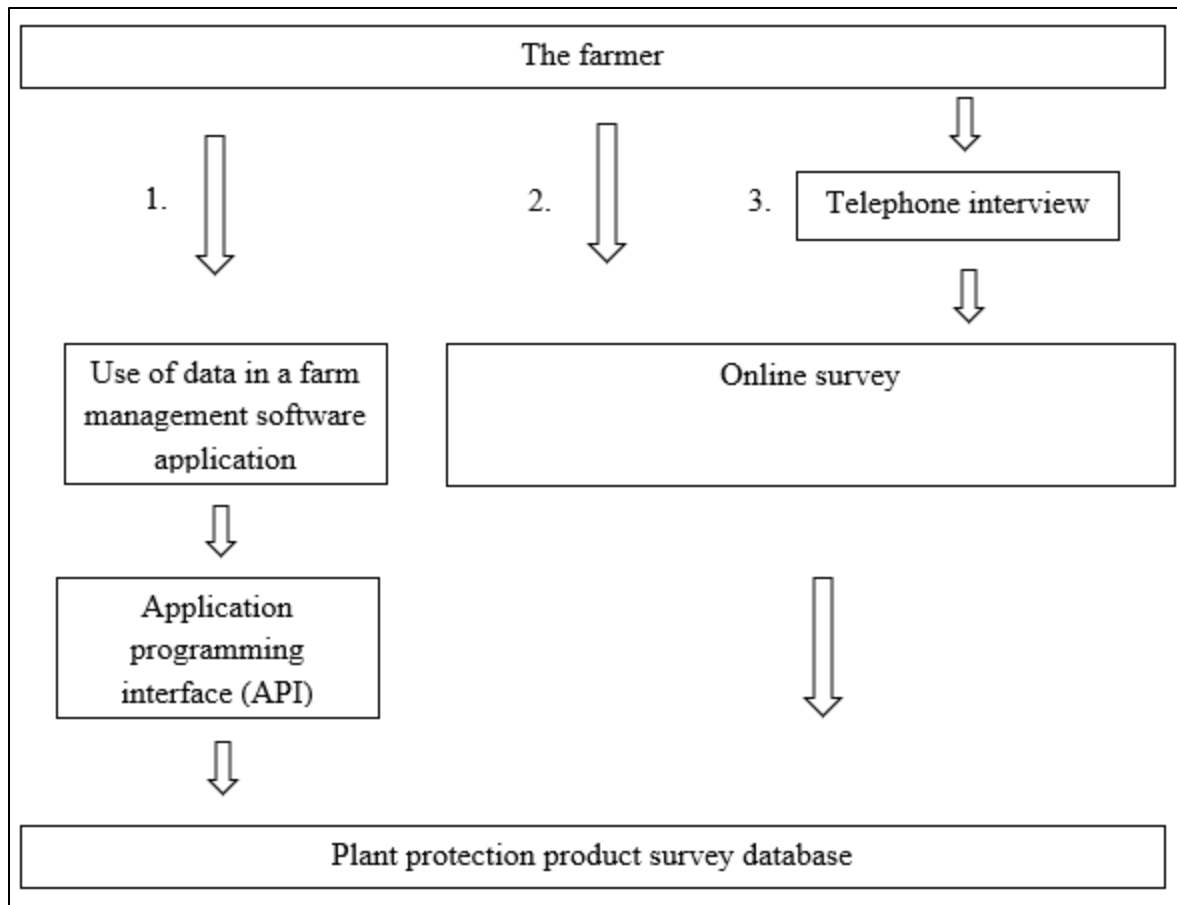 The farmer
1.
2.
3.
Telephone interview
Use of data in a farm
management software
application
Online survey
Application
programming
interface (API)
Plant protection product survey database